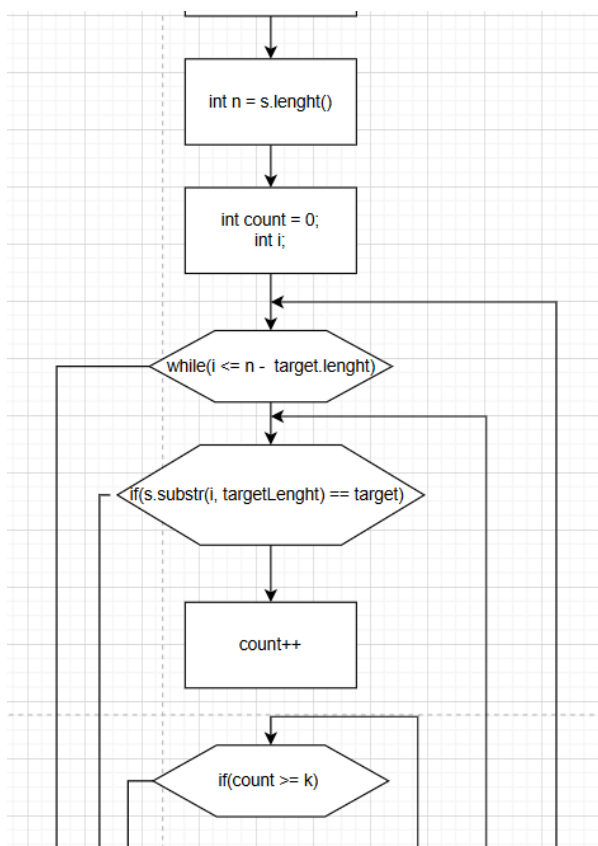 int n = s.lenght()
int count = 0;
int i;
while(i <= n - target.lenght)
if(s.substr(i, targetLenght) == target)
count++
if(count >= k)